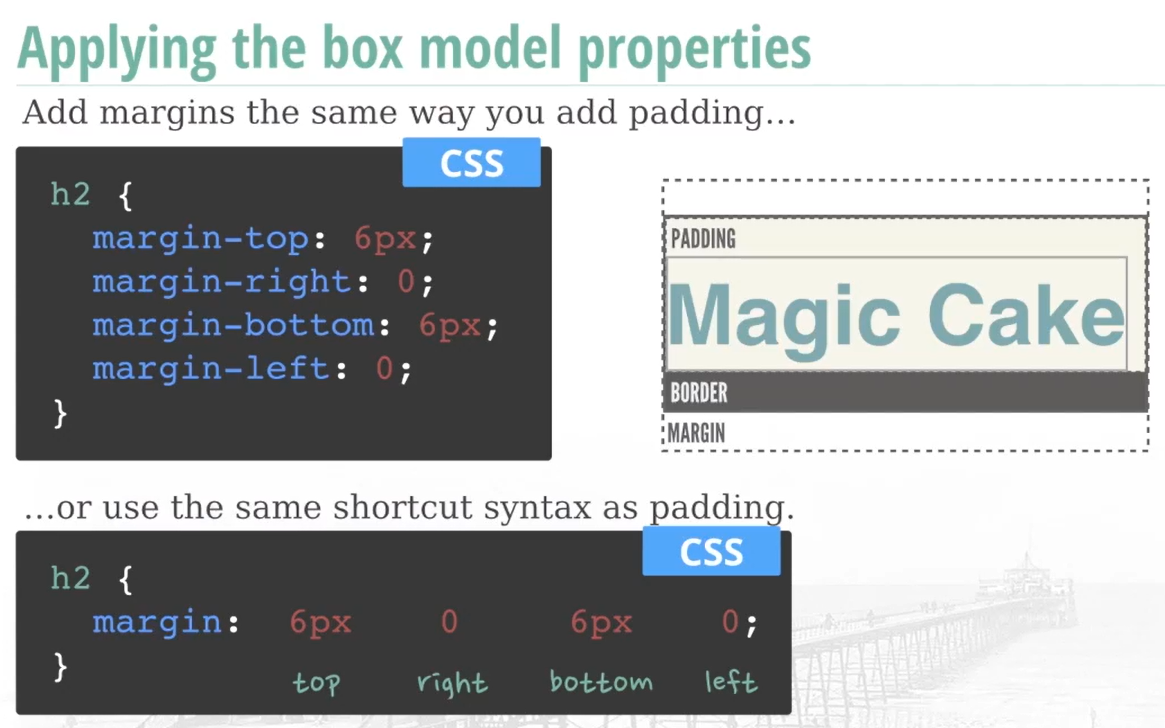 Applying the box model properties
Add margins the same way you add padding…
CSS
h2 {
margin-top: 6px;
margin-right: 0;
margin-bottom: 6px;
margin-left: 0;
}
PADDING
Magic Cake
BORDER
MARGIN
…or use the same shortcut syntax as padding.
CSS
h2 {
margin: 6px 0 6px 0;
}
top right bottom left